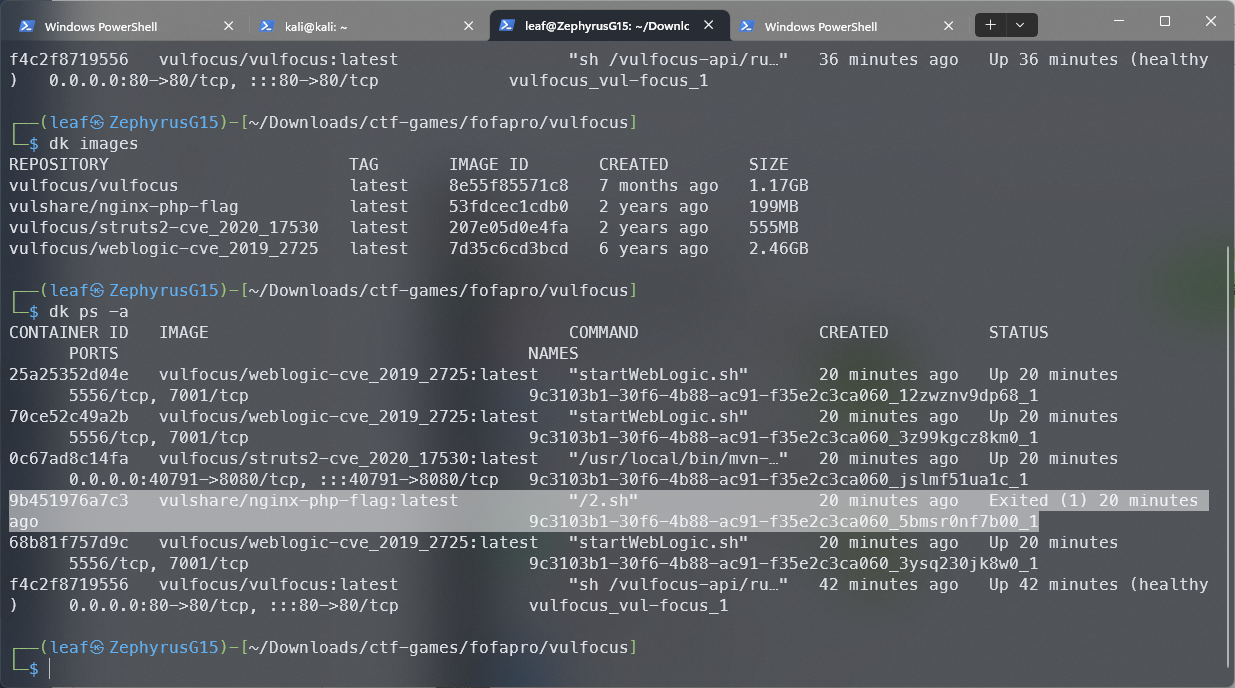 Windows PowerShell
kali@kali: ~
leaf@ZephyrusG15: ~/Downlc
Windows PowerShell
f4c2f8719556   vulfocus/vulfocus:latest                 "sh /vulfocus-api/ru…"   36 minutes ago   Up 36 minutes (healthy
)   0.0.0.0:80->80/tcp, :::80->80/tcp             vulfocus_vul-focus_1
┌──(leaf㉿ZephyrusG15)-[~/Downloads/ctf-games/fofapro/vulfocus]
└─$ dk images
REPOSITORY                        TAG       IMAGE ID       CREATED        SIZE
vulfocus/vulfocus                 latest    8e55f85571c8   7 months ago   1.17GB
vulshare/nginx-php-flag           latest    53fdcec1cdb0   2 years ago    199MB
vulfocus/struts2-cve_2020_17530   latest    207e05d0e4fa   2 years ago    555MB
vulfocus/weblogic-cve_2019_2725   latest    7d35c6cd3bcd   6 years ago    2.46GB
┌──(leaf㉿ZephyrusG15)-[~/Downloads/ctf-games/fofapro/vulfocus]
└─$ dk ps -a
CONTAINER ID   IMAGE                                    COMMAND                  CREATED          STATUS
      PORTS                                         NAMES
25a25352d04e   vulfocus/weblogic-cve_2019_2725:latest   "startWebLogic.sh"       20 minutes ago   Up 20 minutes
      5556/tcp, 7001/tcp                            9c3103b1-30f6-4b88-ac91-f35e2c3ca060_12zwznv9dp68_1
70ce52c49a2b   vulfocus/weblogic-cve_2019_2725:latest   "startWebLogic.sh"       20 minutes ago   Up 20 minutes
      5556/tcp, 7001/tcp                            9c3103b1-30f6-4b88-ac91-f35e2c3ca060_3z99kgcz8km0_1
0c67ad8c14fa   vulfocus/struts2-cve_2020_17530:latest   "/usr/local/bin/mvn-…"   20 minutes ago   Up 20 minutes
      0.0.0.0:40791->8080/tcp, :::40791->8080/tcp   9c3103b1-30f6-4b88-ac91-f35e2c3ca060_jslmf51ua1c_1
9b451976a7c3   vulshare/nginx-php-flag:latest           "/2.sh"                  20 minutes ago   Exited (1) 20 minutes
ago                                                 9c3103b1-30f6-4b88-ac91-f35e2c3ca060_5bmsr0nf7b00_1
68b81f757d9c   vulfocus/weblogic-cve_2019_2725:latest   "startWebLogic.sh"       20 minutes ago   Up 20 minutes
      5556/tcp, 7001/tcp                            9c3103b1-30f6-4b88-ac91-f35e2c3ca060_3ysq230jk8w0_1
f4c2f8719556   vulfocus/vulfocus:latest                 "sh /vulfocus-api/ru…"   42 minutes ago   Up 42 minutes (healthy
)     0.0.0.0:80->80/tcp, :::80->80/tcp             vulfocus_vul-focus_1
┌──(leaf㉿ZephyrusG15)-[~/Downloads/ctf-games/fofapro/vulfocus]
└─$